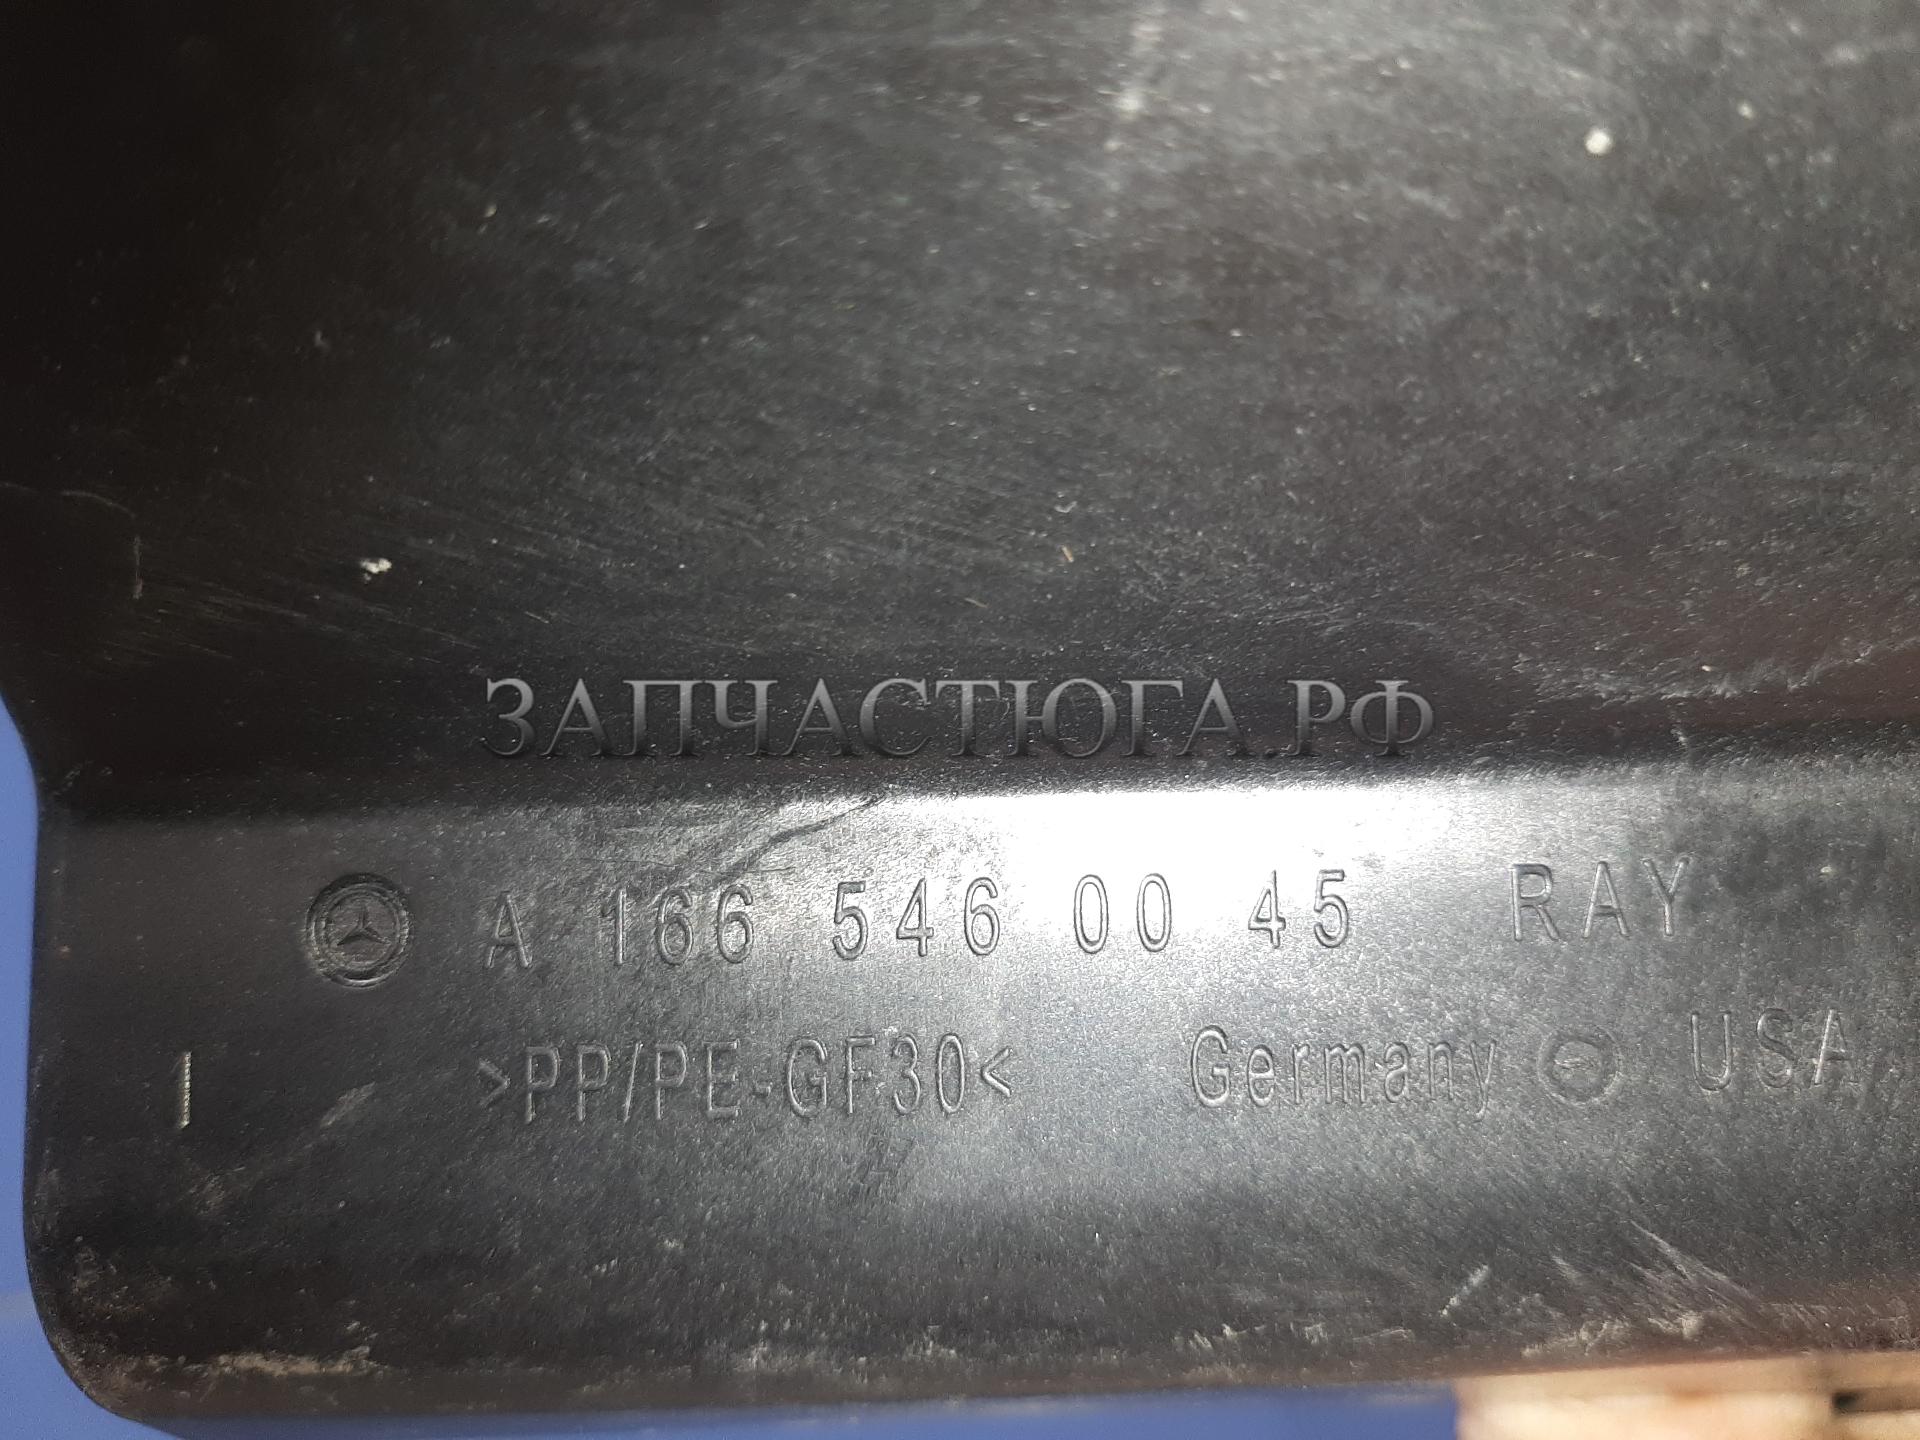 ЗАПЧАСТЮГА.РФ
A 166 546 00 45 RAY
>PP/PE-GF30< Germany USA